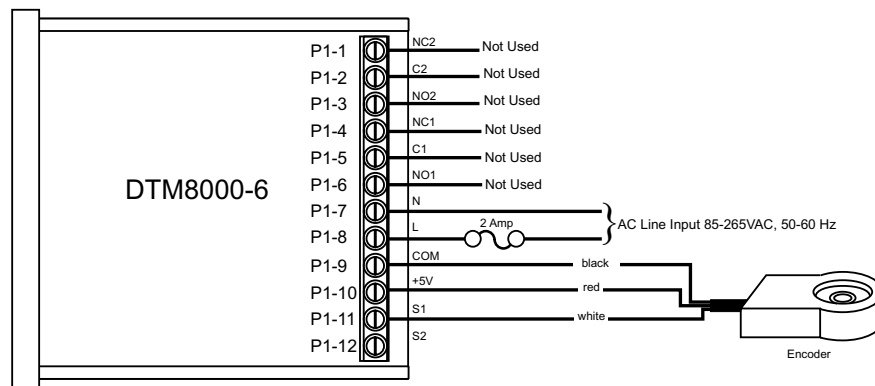 P1-1 NC2 Not Used
P1-2 C2 Not Used
P1-3 NO2 Not Used
P1-4 NC1 Not Used
P1-5 C1 Not Used
DTM8000-6
P1-6 NO1 Not Used
P1-7 N
P1-8 L 2 Amp AC Line Input 85-265VAC, 50-60 Hz
P1-9 COM black
P1-10 +5V red
P1-11 S1 white
P1-12 S2
Encoder